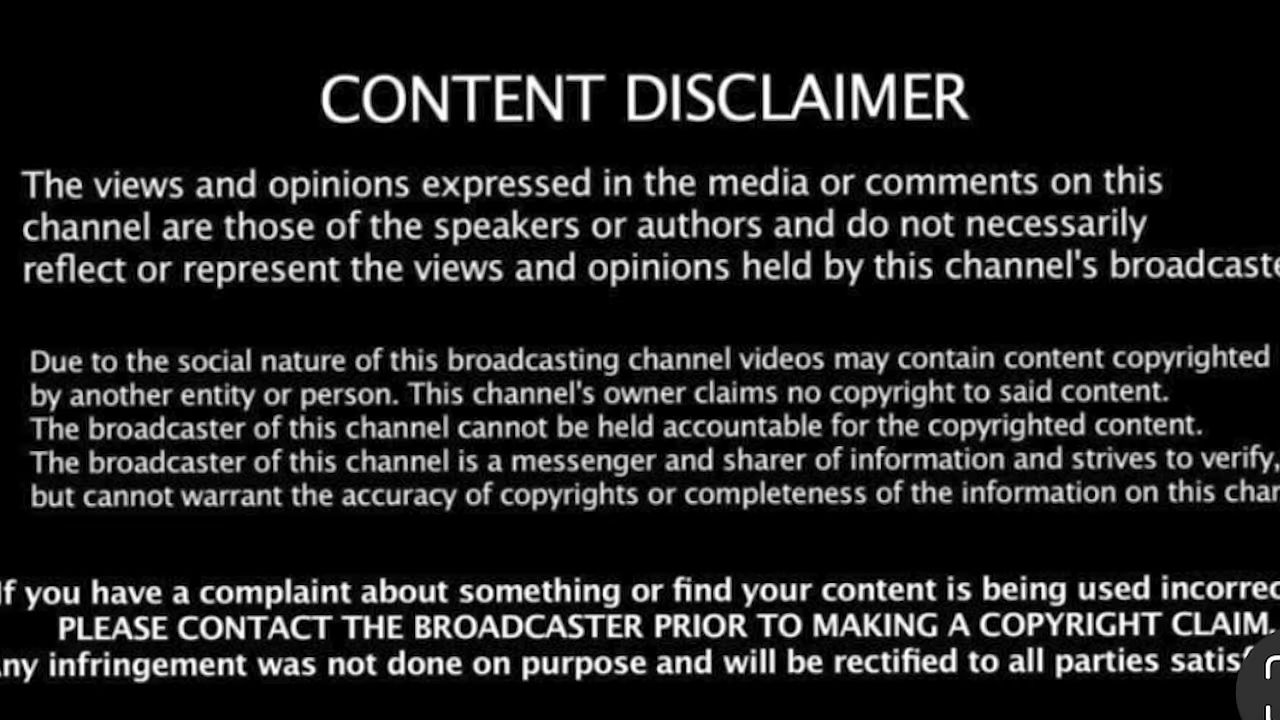 CONTENT DISCLAIMER
The views and opinions expressed in the media or comments on this
channel are those of the speakers or authors and do not necessarily
reflect or represent the views and opinions held by this channel's
Due to the social nature of this broadcasting channel videos may contain content copyrighted
by another entity or person. This channel's owner claims no copyright to said content.
The broadcaster of this channel cannot be held accountable for the copyrighted content.
The broadcaster of this channel is a messenger and sharer of information and strives to verify,
but cannot warrant the accuracy of copyrights or completeness of the information on this
If you have a complaint about something or find your content is being used
PLEASE CONTACT THE BROADCASTER PRIOR TO MAKING A COPYRIGHT CLAIM.
infringement was not done on purpose and will be rectified to all parties